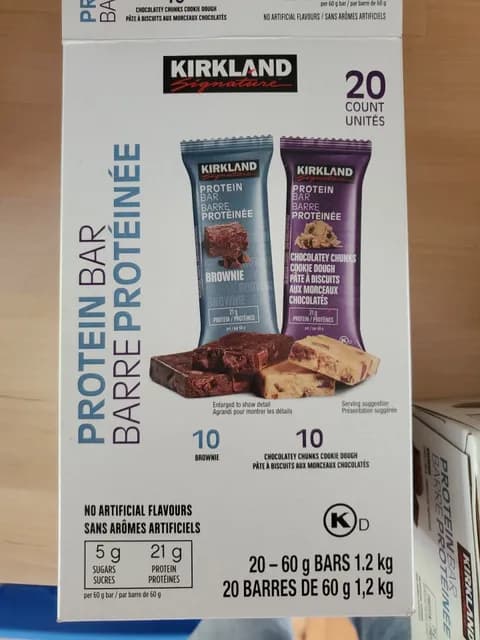 PR
BA
CHOCOLATEY CHUNKS COOKIE DOUGH
PÂTE À BISCUITS AUX MORCEAUX CHOCOLATÉS
per 60 g bar / par barre de 60 g
NO ARTIFICIAL FLAVOURS / SANS ARÔMES ARTIFICIELS
KIRKLAND
Signature
20
COUNT
UNITÉS
PROTEIN BAR
BARRE PROTÉINÉE
KIRKLAND
Signature
PROTEIN
BAR
BARRE
PROTÉINÉE
BROWNIE
21 g
PROTEIN / PROTÉINES
KIRKLAND
Signature
PROTEIN
BAR
BARRE
PROTÉINÉE
CHOCOLATEY CHUNKS
COOKIE DOUGH
PÂTE À BISCUITS
AUX MORCEAUX
CHOCOLATÉS
21 g
PROTEIN / PROTÉINES
Enlarged to show detail
Agrandi pour montrer les détails
Serving suggestion
Présentation suggérée
10
BROWNIE
10
CHOCOLATEY CHUNKS COOKIE DOUGH
PÂTE À BISCUITS AUX MORCEAUX CHOCOLATÉS
NO ARTIFICIAL FLAVOURS
SANS ARÔMES ARTIFICIELS
5 g
SUGARS
SUCRES
21 g
PROTEIN
PROTÉINES
per 60 g bar / par barre de 60 g
K D
20 – 60 g BARS 1.2 kg
20 BARRES DE 60 g 1,2 kg
PROTEIN BAR
BARRE PROTÉINÉE
KIRKLAN